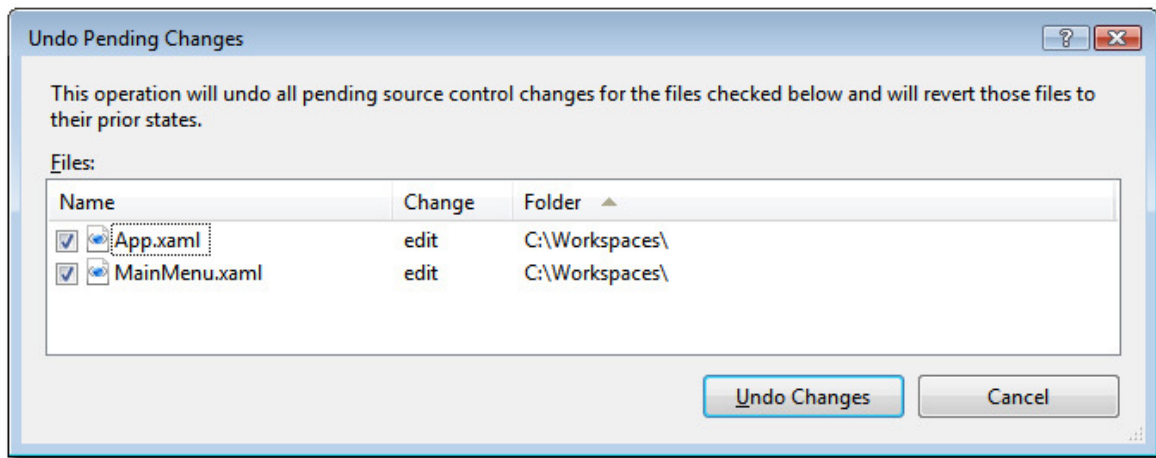 Undo Pending Changes
This operation will undo all pending source control changes for the files checked below and will revert those files to
their prior states.
Files:
Name Change Folder
App.xaml edit C:\Workspaces\
MainMenu.xaml edit C:\Workspaces\
Undo Changes Cancel